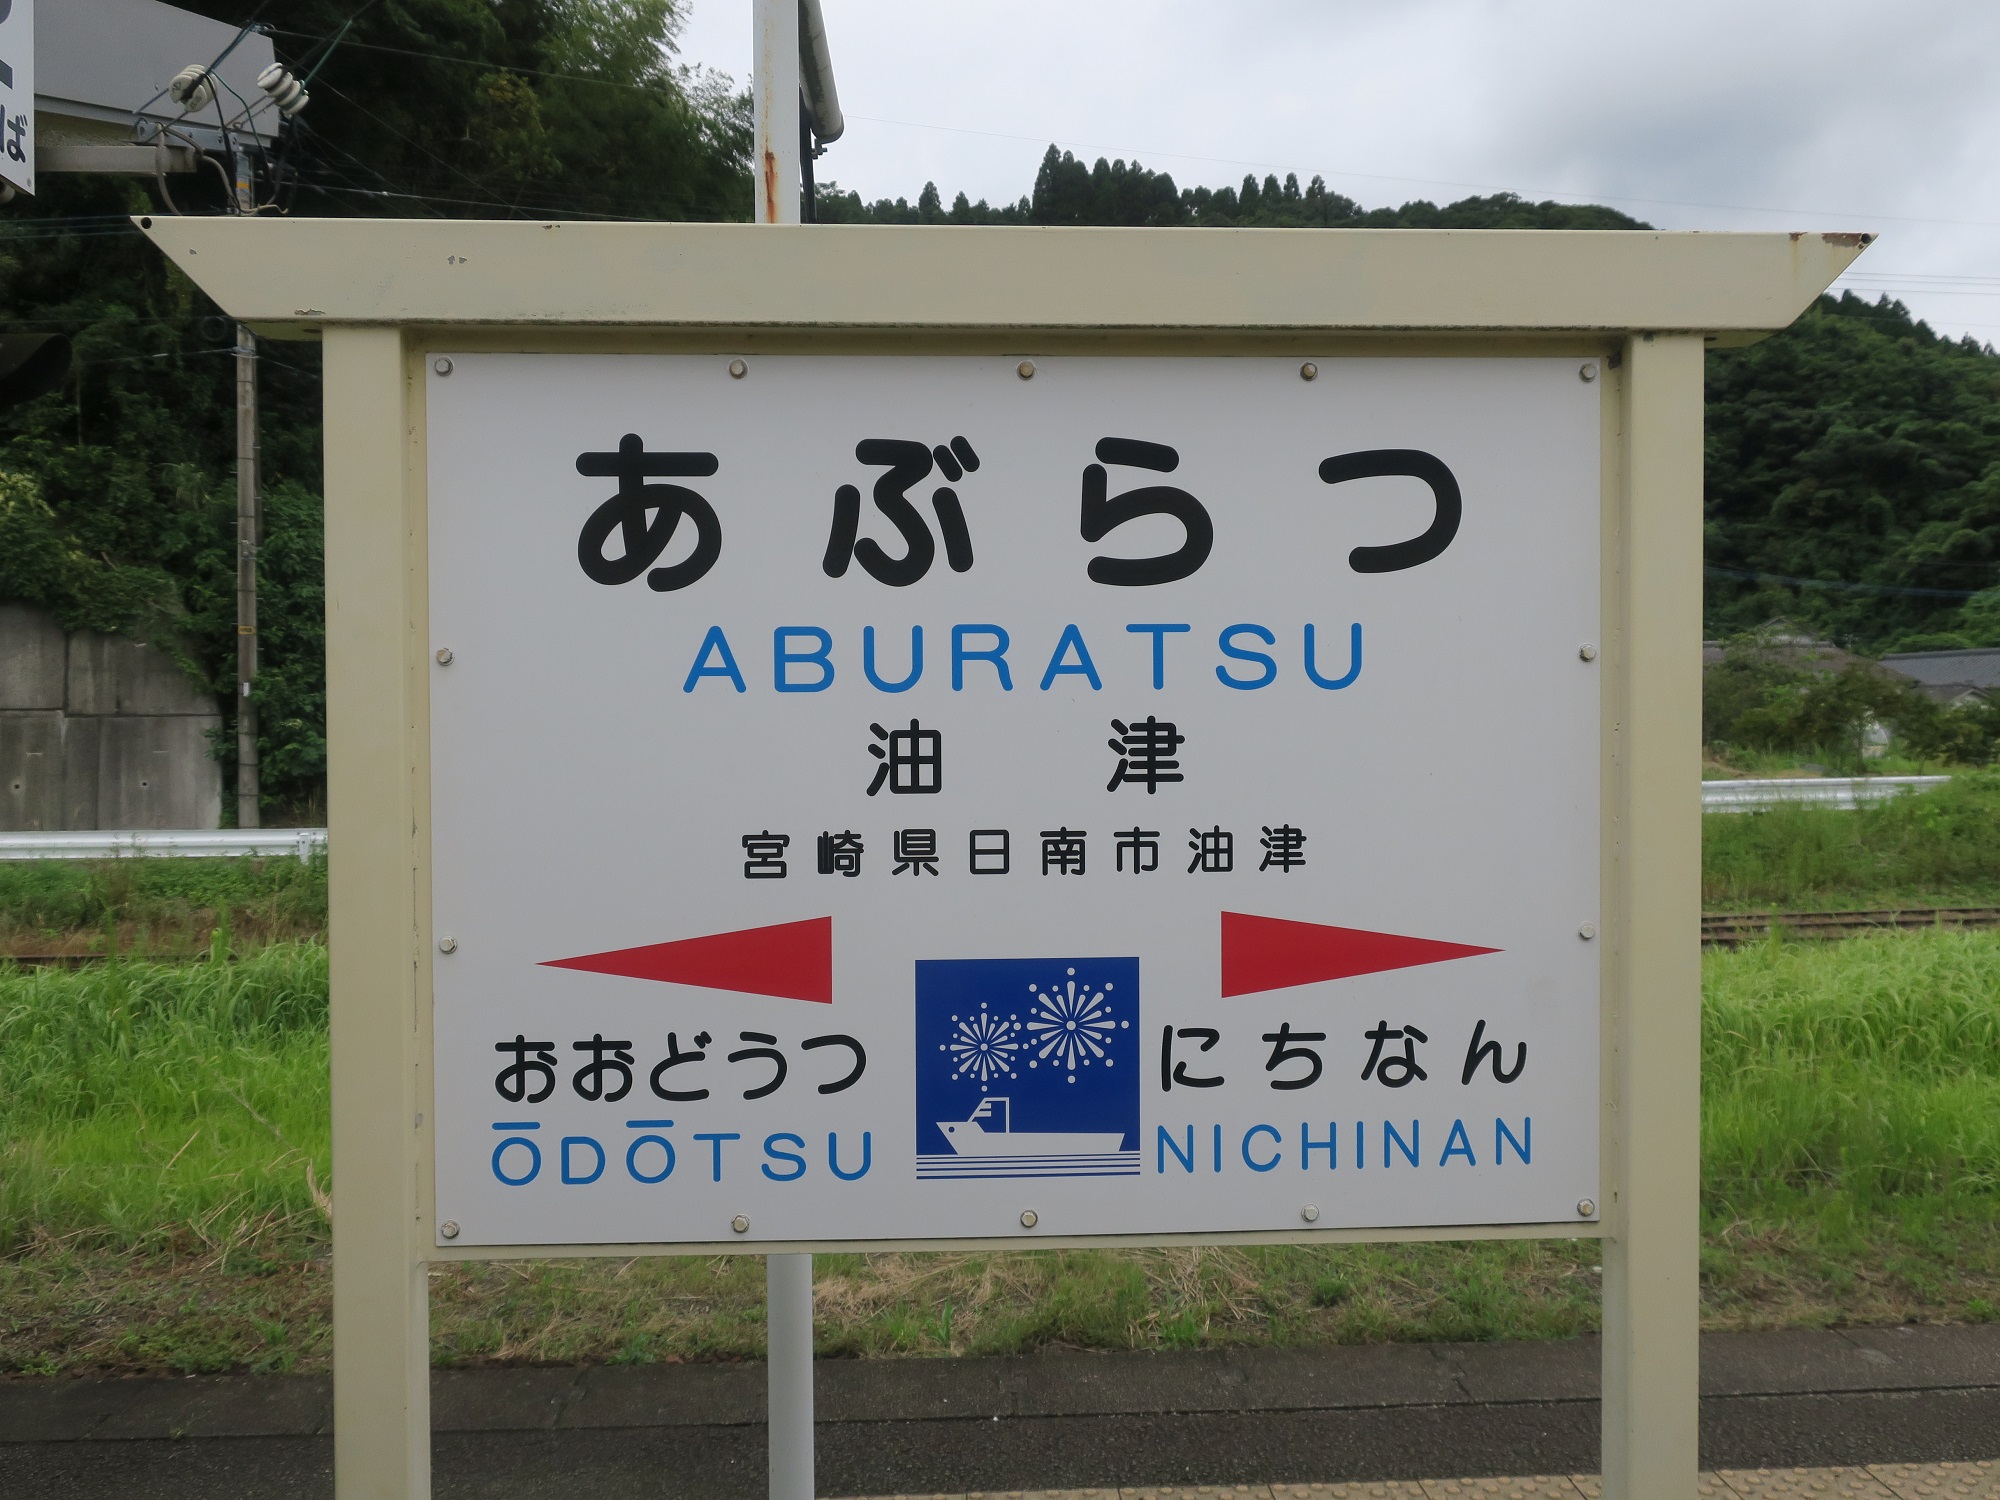 ば
あぶらつ
ABURATSU
油津
宮崎県日南市油津
おおどうつ にちなん
ŌDŌTSU NICHINAN